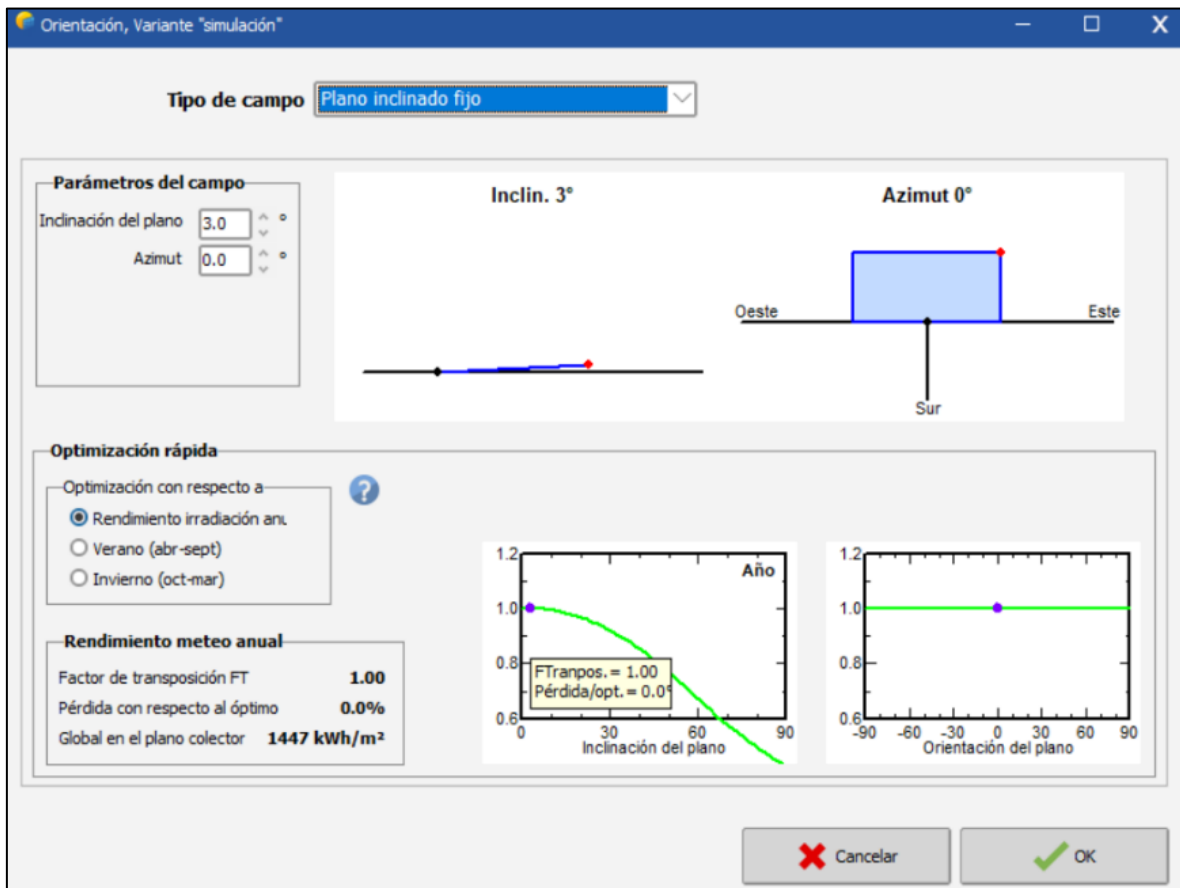 Orientación, Variante "simulación"
Tipo de campo Plano inclinado fijo
Parámetros del campo
Inclinación del plano 3.0 °
Azimut 0.0 °
Inclin. 3°
Azimut 0°
Oeste
Este
Sur
Optimización rápida
Optimización con respecto a
Rendimiento irradiación anu
Verano (abr-sept)
Invierno (oct-mar)
?
Rendimiento meteo anual
Factor de transposición FT 1.00
Pérdida con respecto al óptimo 0.0%
Global en el plano colector 1447 kWh/m²
1.2
1.0
0.8
0.6
Año
FTranpos. = 1.00
Pérdida/opt. = 0.0
0 30 60 90
Inclinación del plano
1.2
1.0
0.8
0.6
-90 -60 -30 0 30 60 90
Orientación del plano
Cancelar
OK